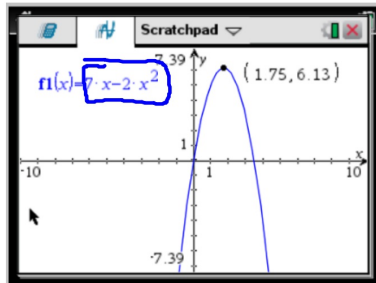 Scratchpad
7.39
y
(1.75,6.13)
f1(x)=7·x−2·x²
1
x
-10
1
10
-7.39